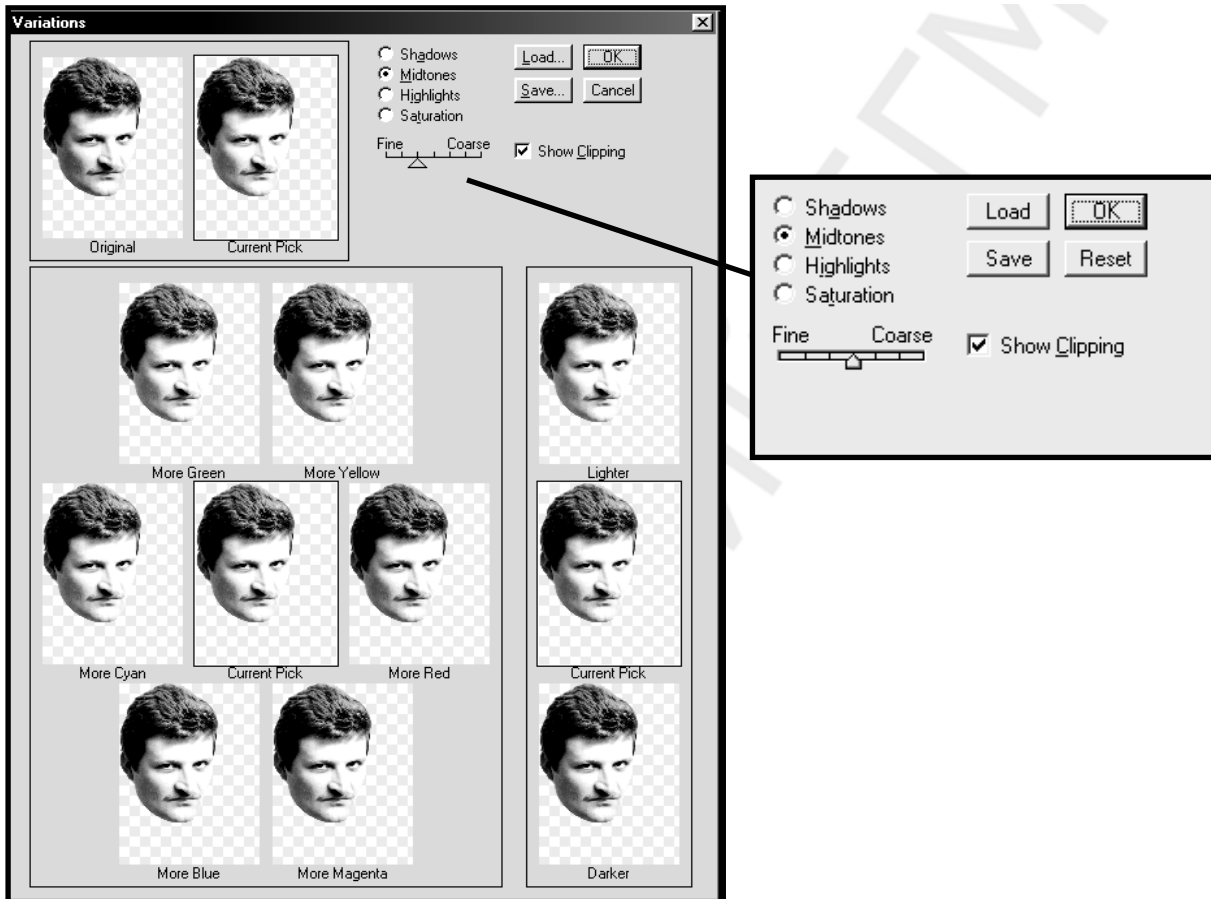 Variations
Shadows
Midtones
Highlights
Saturation
Load...
OK
Save...
Cancel
Fine Coarse
Show Clipping
Original Current Pick
More Green More Yellow
Lighter
More Cyan Current Pick More Red
Current Pick
More Blue More Magenta
Darker
Shadows
Midtones
Highlights
Saturation
Load OK
Save Reset
Fine Coarse
Show Clipping